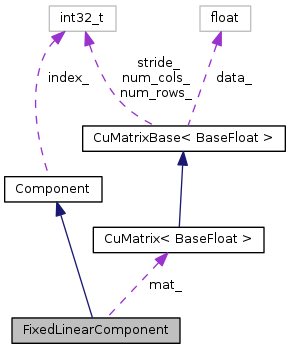 int32_t
float
stride_
num_cols_
num_rows_
index_
data_
CuMatrixBase< BaseFloat >
Component
CuMatrix< BaseFloat >
mat_
FixedLinearComponent